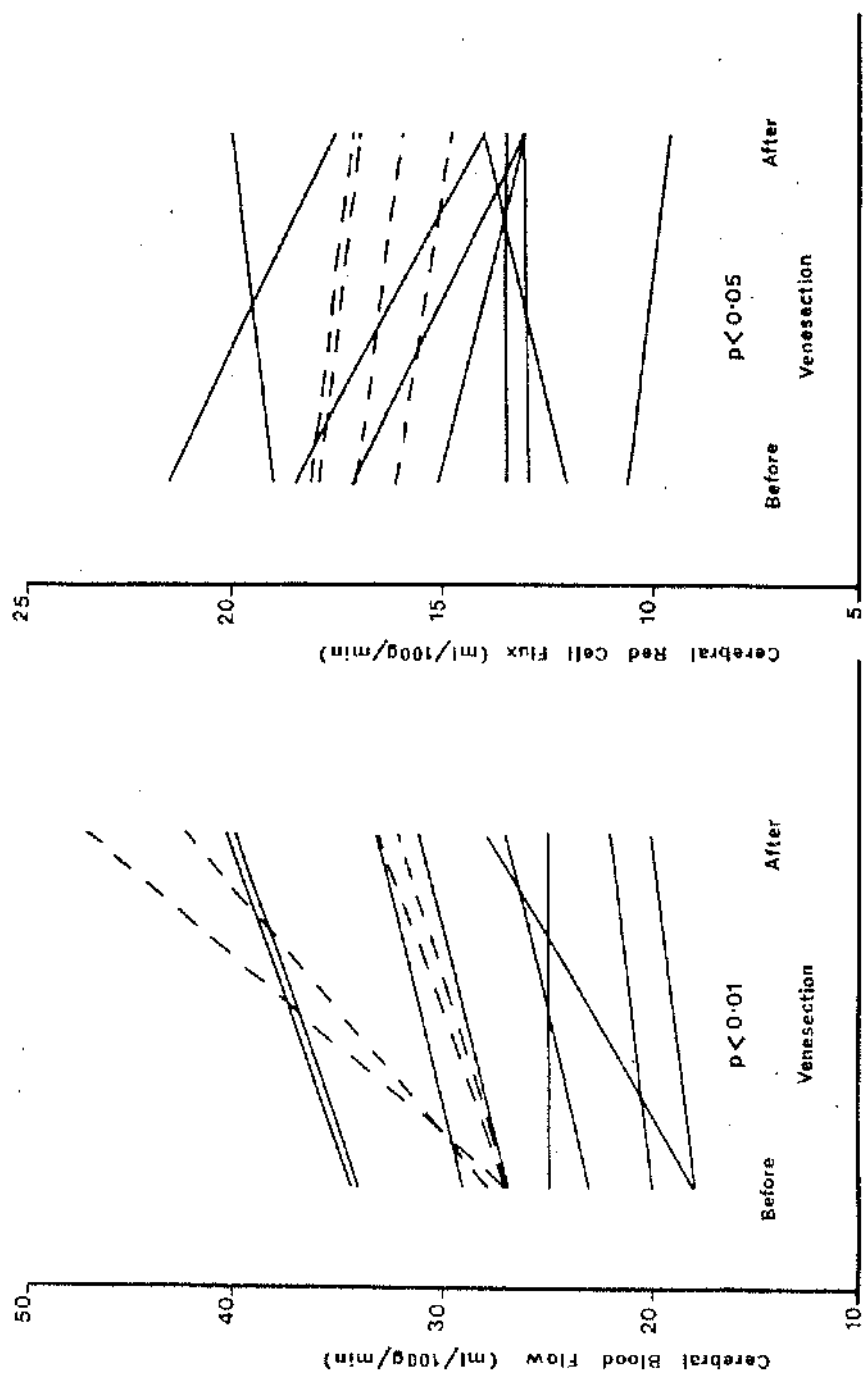 50
40
30
20
10
Cerebral Blood Flow (ml/100g/min)
Before
After
p< 0·01
Venesection
25
20
15
10
5
Cerebral Red Cell Flux (ml/100g/min)
Before
After
p< 0·05
Venesection